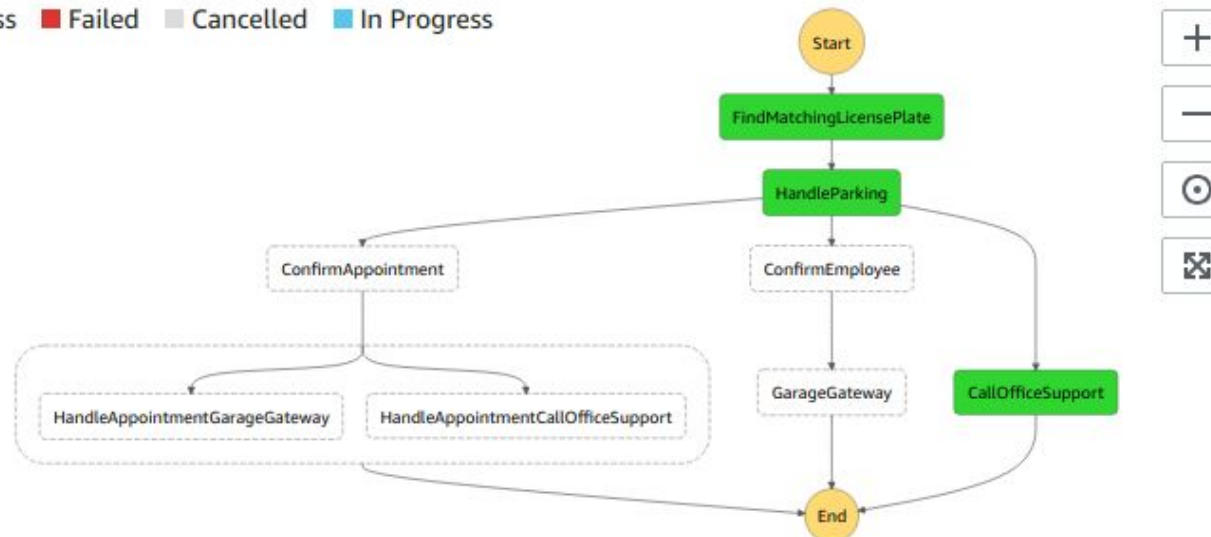 ss Failed Cancelled In Progress
Start
FindMatchingLicensePlate
HandleParking
ConfirmAppointment
ConfirmEmployee
HandleAppointmentGarageGateway
HandleAppointmentCallOfficeSupport
GarageGateway
CallOfficeSupport
End